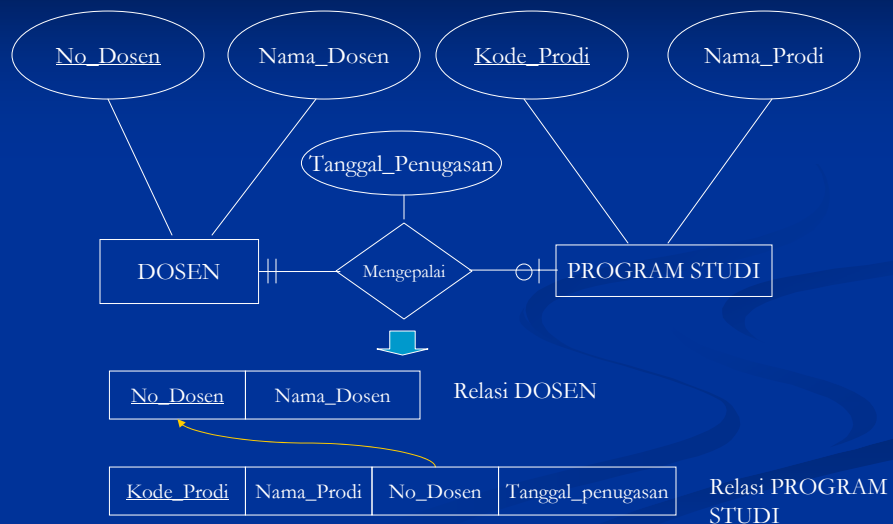 No_Dosen
Nama_Dosen
Kode_Prodi
Nama_Prodi
Tanggal_Penugasan
DOSEN
Mengepalai
PROGRAM STUDI
No_Dosen
Nama_Dosen
Relasi DOSEN
Kode_Prodi
Nama_Prodi
No_Dosen
Tanggal_penugasan
Relasi PROGRAM
STUDI